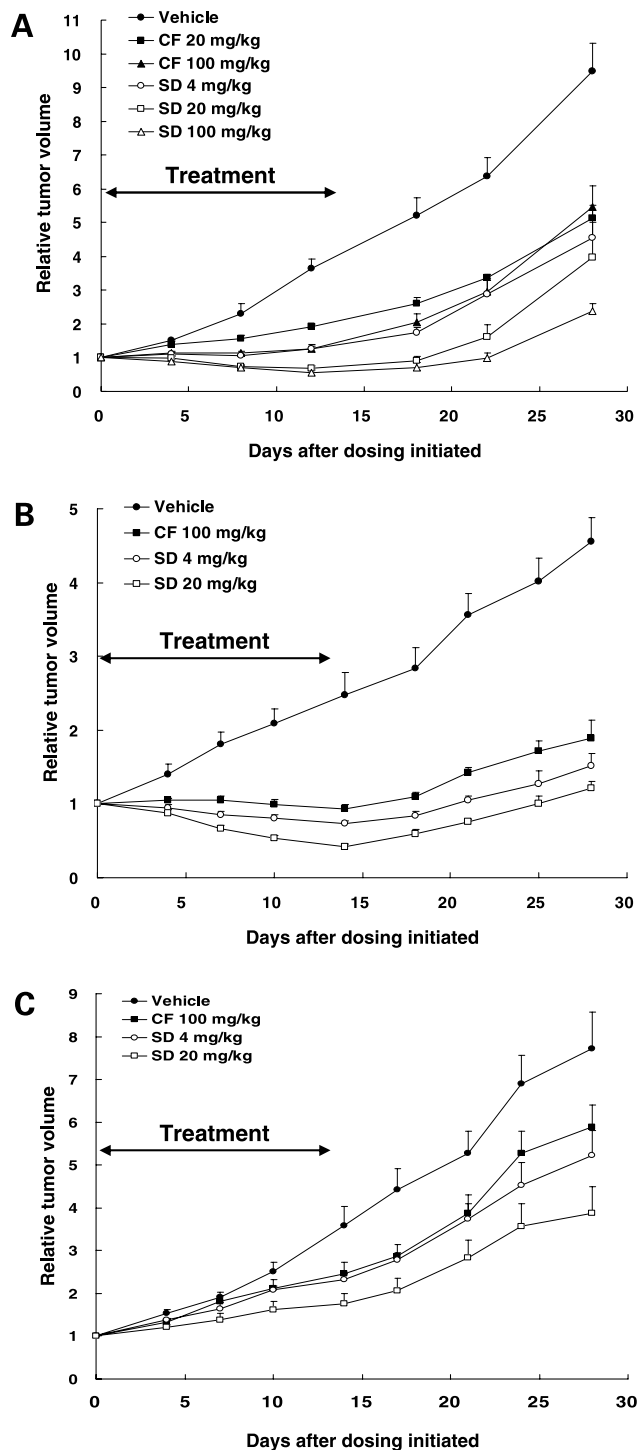 A
Vehicle
CF 20 mg/kg
CF 100 mg/kg
SD 4 mg/kg
SD 20 mg/kg
SD 100 mg/kg
Treatment
Relative tumor volume
11
10
9
8
7
6
5
4
3
2
1
0
0 5 10 15 20 25 30
Days after dosing initiated
B
Vehicle
CF 100 mg/kg
SD 4 mg/kg
SD 20 mg/kg
Treatment
Relative tumor volume
5
4
3
2
1
0
0 5 10 15 20 25 30
Days after dosing initiated
C
Vehicle
CF 100 mg/kg
SD 4 mg/kg
SD 20 mg/kg
Treatment
Relative tumor volume
9
8
7
6
5
4
3
2
1
0
0 5 10 15 20 25 30
Days after dosing initiated